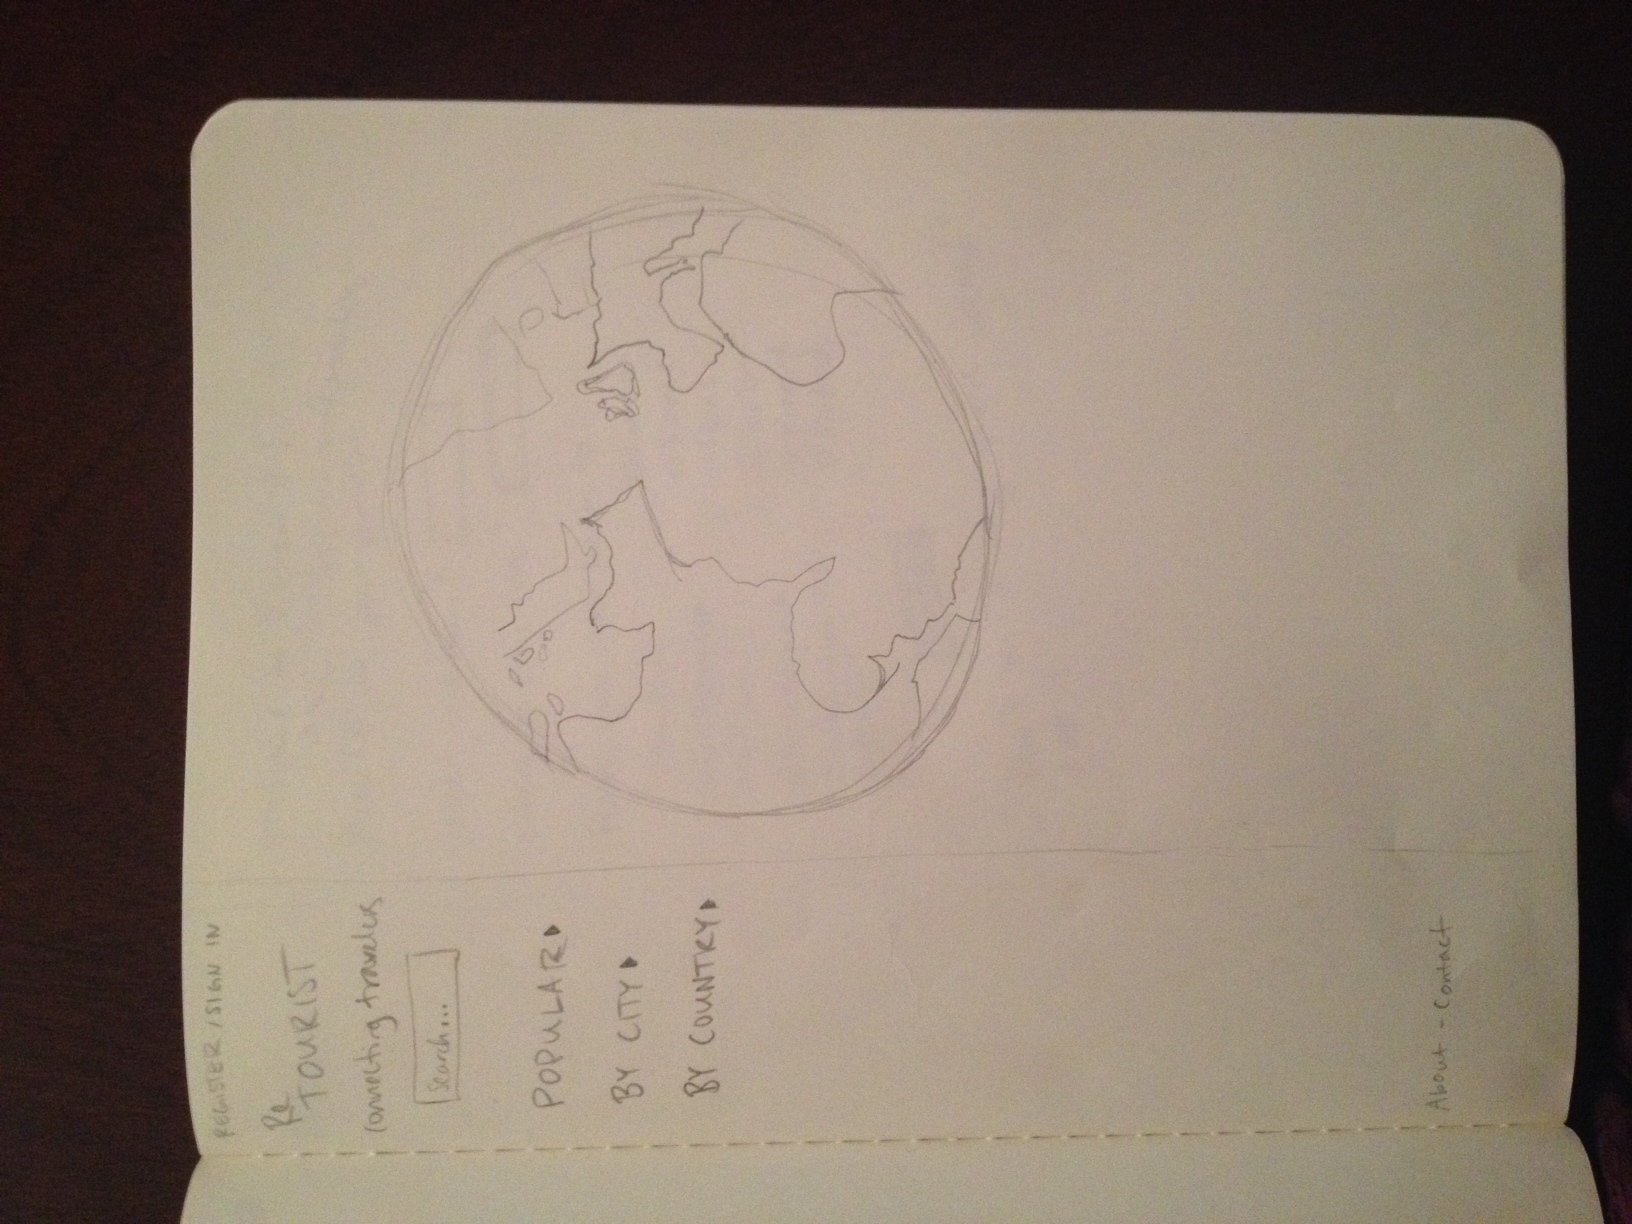 REGISTER / SIGN IN
Re
TOURIST
connecting travelers
Search...
POPULAR
BY CITY
BY COUNTRY
About - Contact